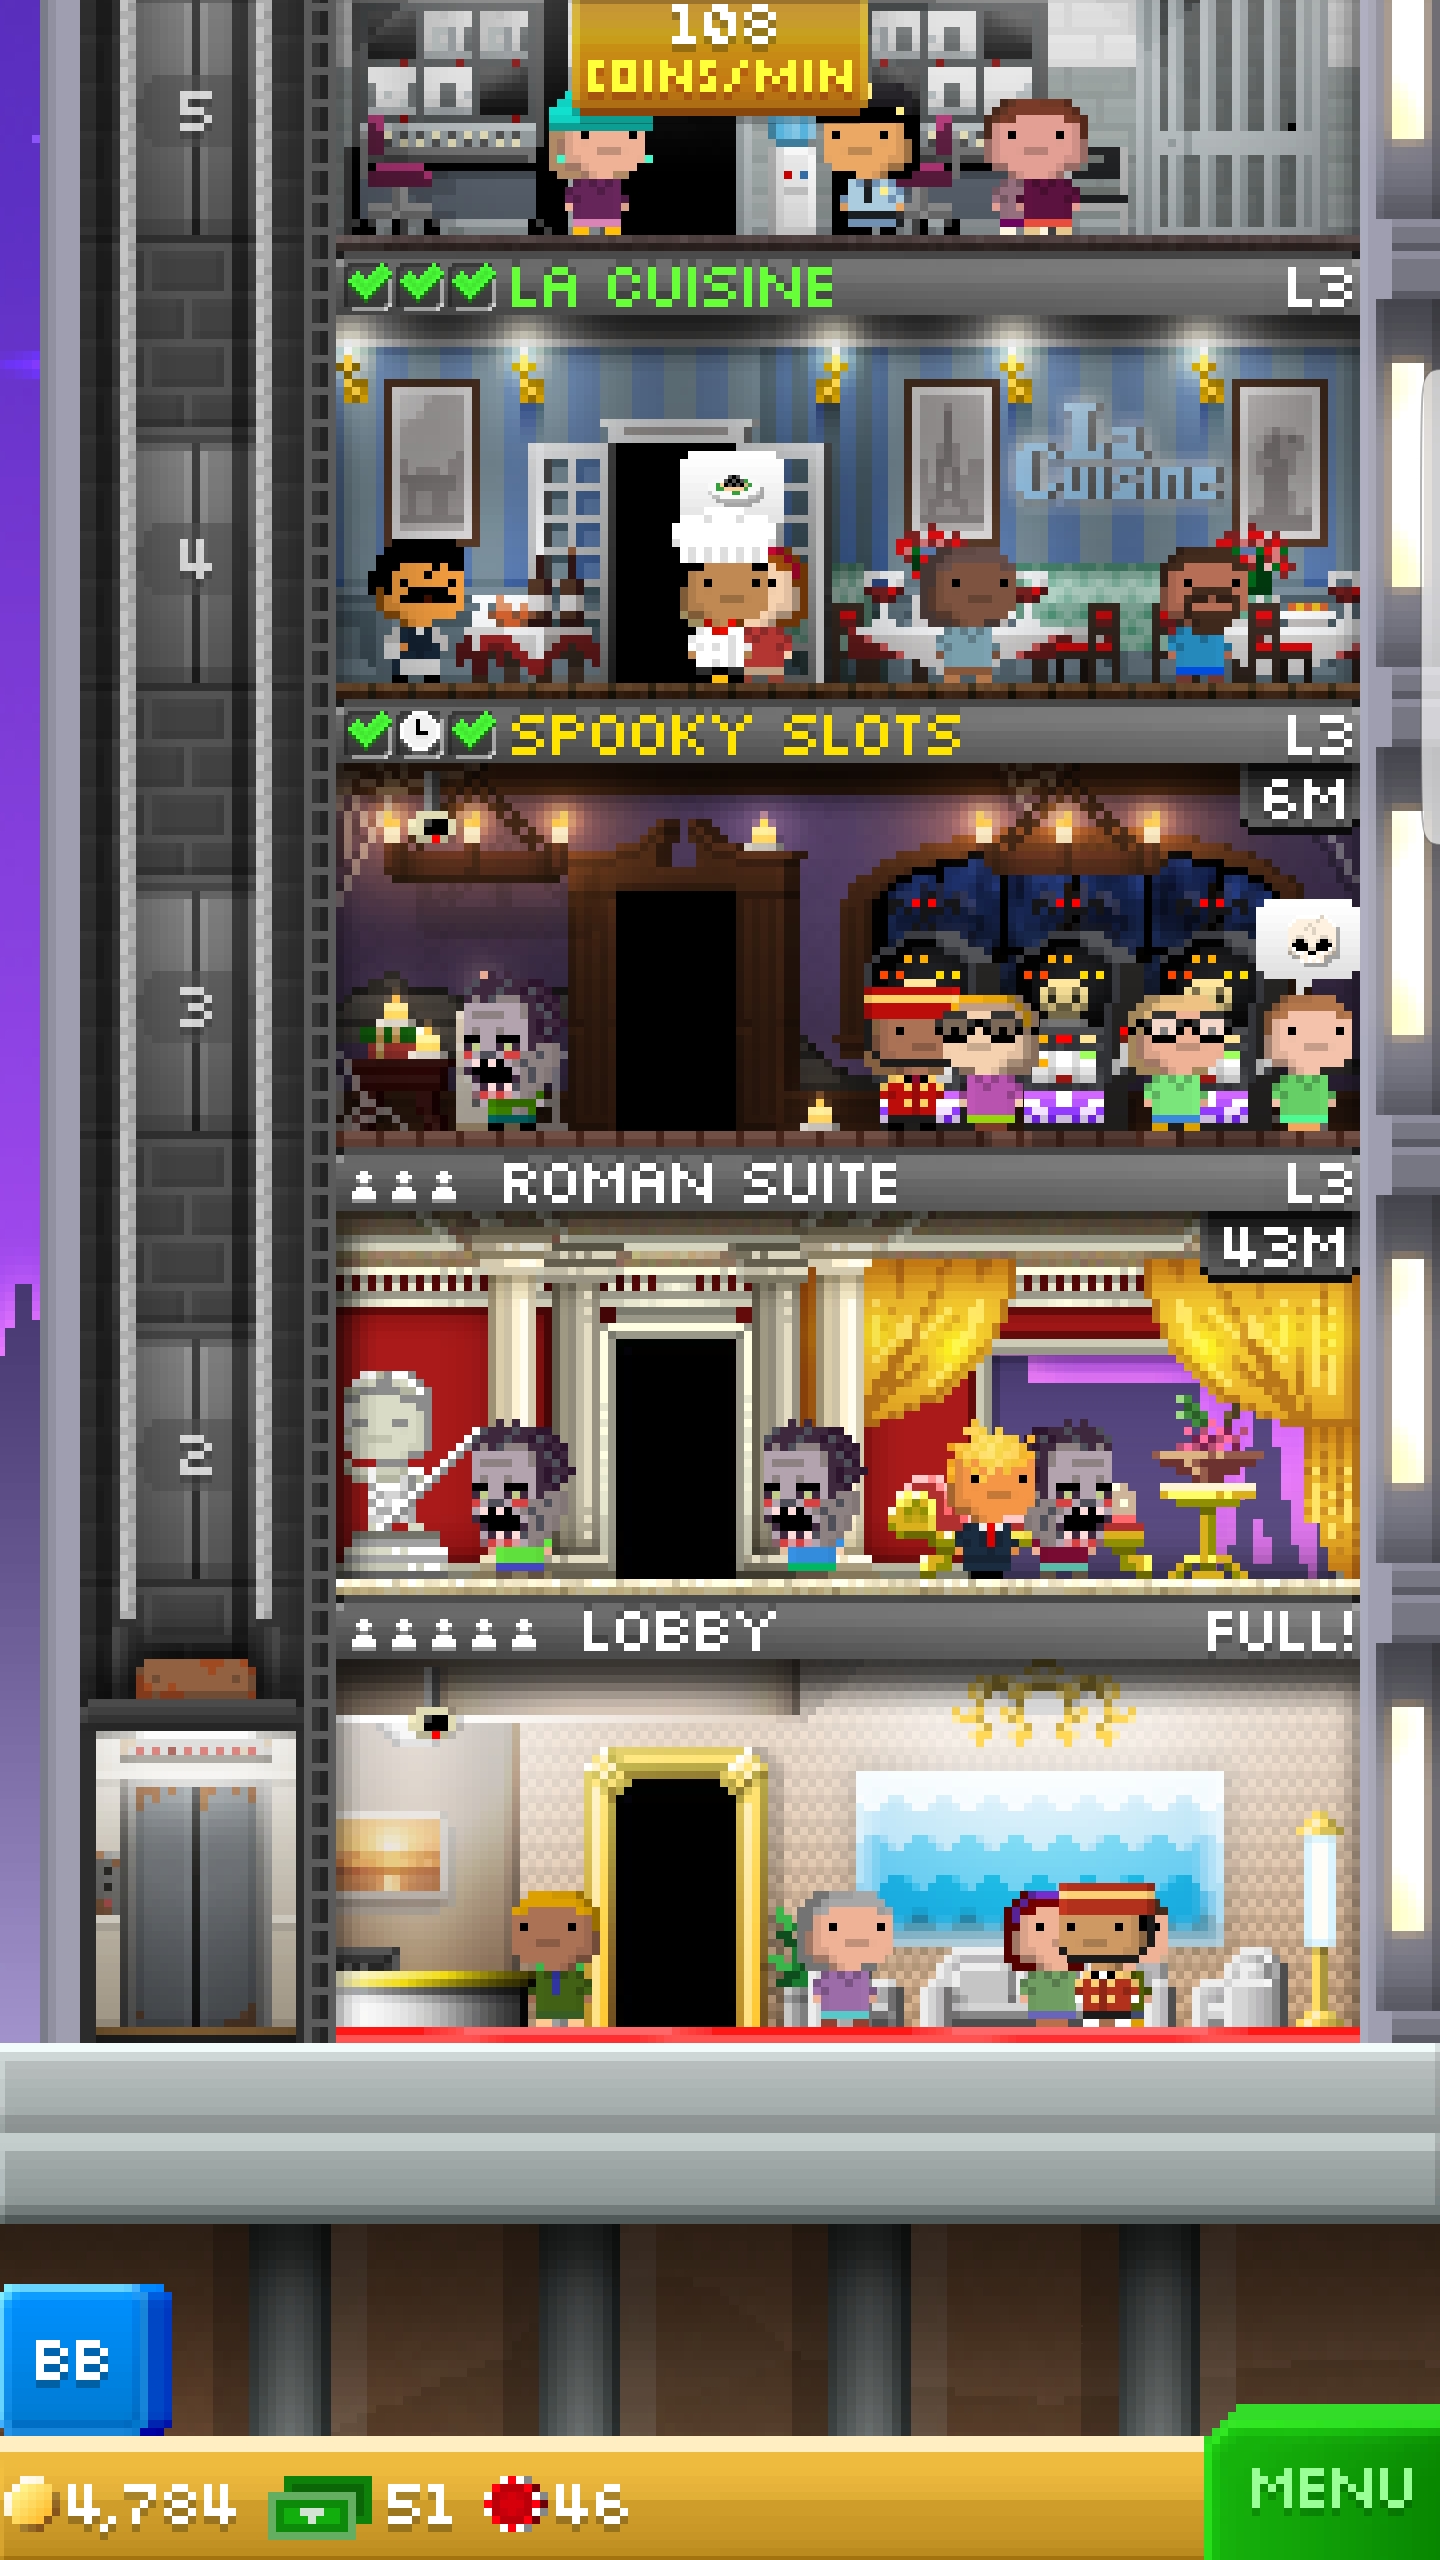 108
COINS/MIN
5
LA CUISINE L3
La
Cuisine
4
SPOOKY SLOTS L3
6M
3
ROMAN SUITE L3
43M
2
LOBBY FULL!
BB
4,784 51 46
MENU